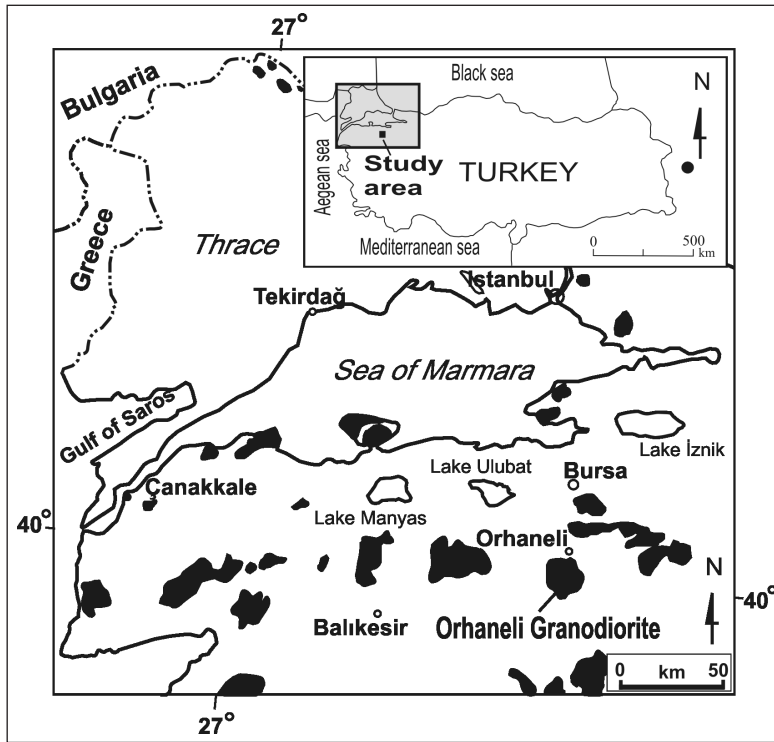 27°
Bulgaria
Black sea
N
Aegean sea
Study
area
TURKEY
Greece
Thrace
Mediterranean sea
0 500
km
Istanbul
Tekirdağ
Sea of Marmara
Gulf of Saros
Lake İznik
Lake Ulubat
Bursa
Çanakkale
Lake Manyas
40°
Orhaneli
N
40°
Balıkesir
Orhaneli Granodiorite
0 km 50
27°